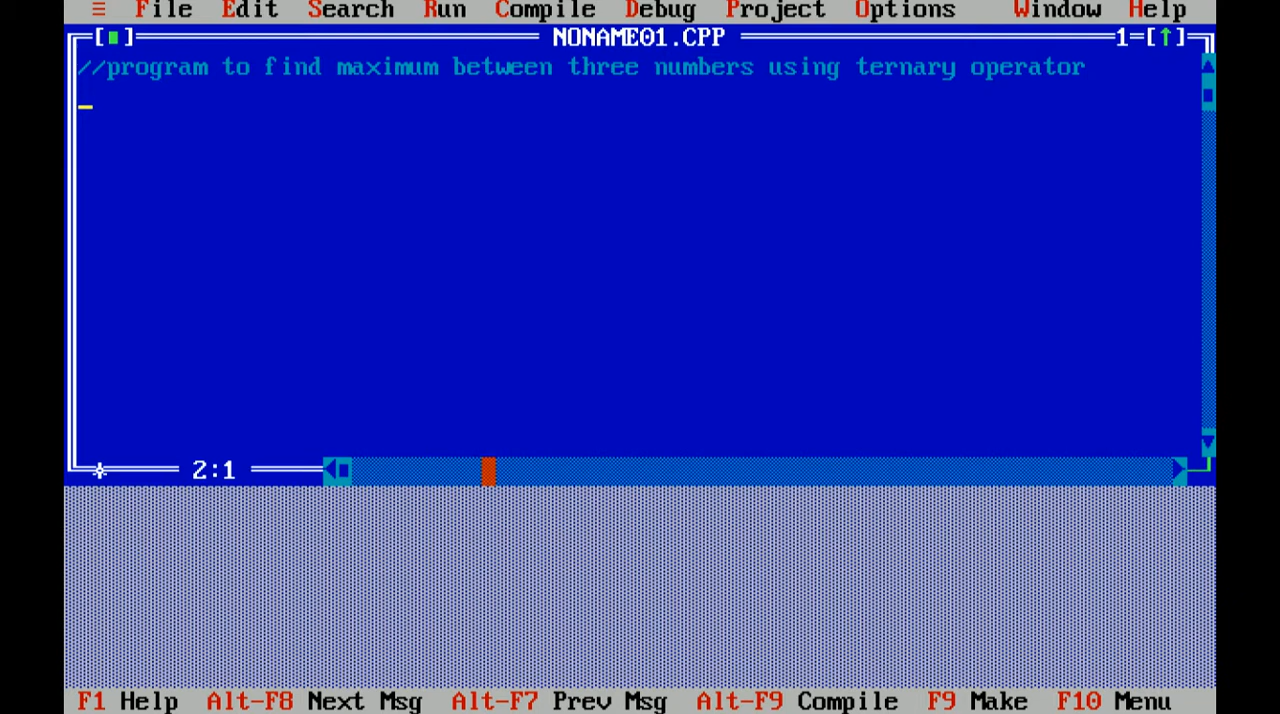 ≡ File Edit Search Run Compile Debug Project Options Window Help
[■] NONAME01.CPP 1=[↑]
//program to find maximum between three numbers using ternary operator
2:1
F1 Help Alt-F8 Next Msg Alt-F7 Prev Msg Alt-F9 Compile F9 Make F10 Menu